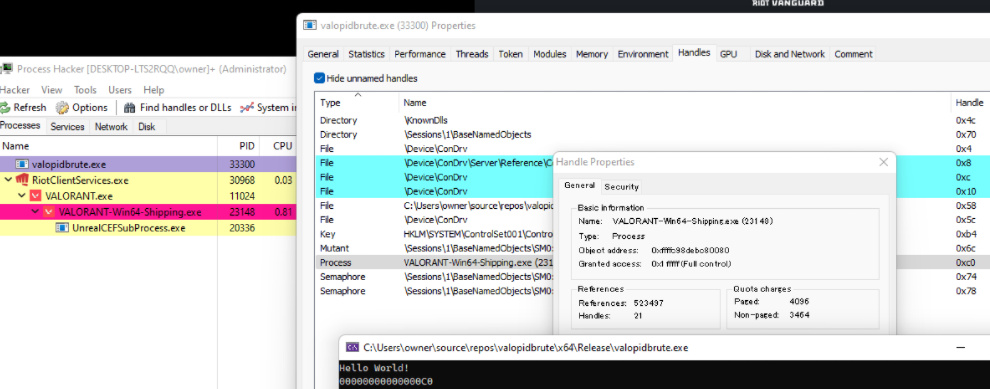 RIOT VANGUARD
valopidbrute.exe (33300) Properties
General Statistics Performance Threads Token Modules Memory Environment Handles GPU Disk and Network Comment
Hide unnamed handles
Type Name Handle
Directory \KnownDlls 0x4c
Directory \Sessions\1\BaseNamedObjects 0x70
File \Device\ConDrv 0x4
File \Device\ConDrv\Server\Reference\C 0x8
File \Device\ConDrv 0xc
File \Device\ConDrv 0x10
File C:\Users\owner\source\repos\valopid 0x58
File \Device\ConDrv 0x5c
Key HKLM\SYSTEM\ControlSet001\Contro 0xb4
Mutant \Sessions\1\BaseNamedObjects\SM0: 0x6c
Process VALORANT-Win64-Shipping.exe (231 0xc0
Semaphore \Sessions\1\BaseNamedObjects\SM0: 0x74
Semaphore \Sessions\1\BaseNamedObjects\SM0: 0x78
Process Hacker [DESKTOP-LTS2RQQ\owner]+ (Administrator)
Hacker View Tools Users Help
Refresh Options Find handles or DLLs System in
Processes Services Network Disk
Name PID CPU
valopidbrute.exe 33300
RiotClientServices.exe 30968 0.03
VALORANT.exe 11024
VALORANT-Win64-Shipping.exe 23148 0.81
UnrealCEFSubProcess.exe 20336
Handle Properties
General Security
Basic information
Name: VALORANT-Win64-Shipping.exe (23148)
Type: Process
Object address: 0xffffc98debc80080
Granted access: 0x1fffff (Full control)
References
References: 523497
Handles: 21
Quota charges
Paged: 4096
Non-paged: 3464
C:\Users\owner\source\repos\valopidbrute\x64\Release\valopidbrute.exe
Hello World!
00000000000000C0